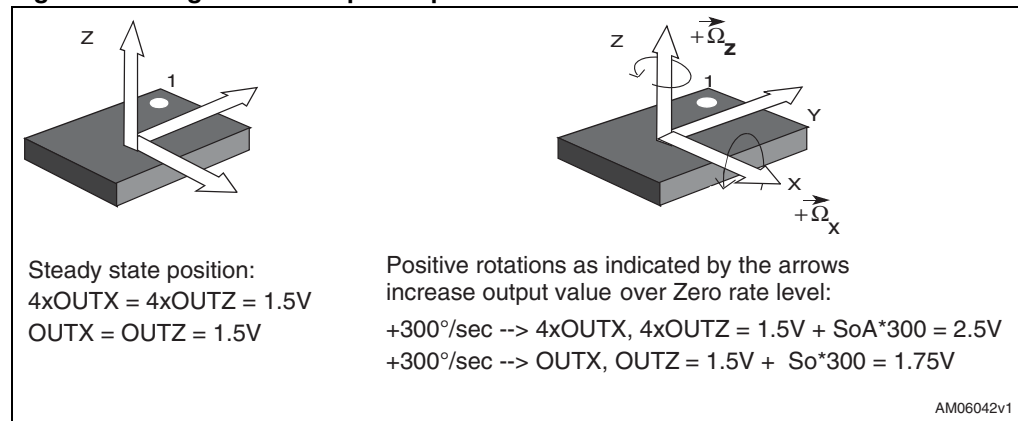 Z
1
Z
+Ω⃗z
1
Y
X
+Ω⃗X
Steady state position:
4xOUTX = 4xOUTZ = 1.5V
OUTX = OUTZ = 1.5V
Positive rotations as indicated by the arrows
increase output value over Zero rate level:
+300°/sec --> 4xOUTX, 4xOUTZ = 1.5V + SoA*300 = 2.5V
+300°/sec --> OUTX, OUTZ = 1.5V + So*300 = 1.75V
AM06042v1